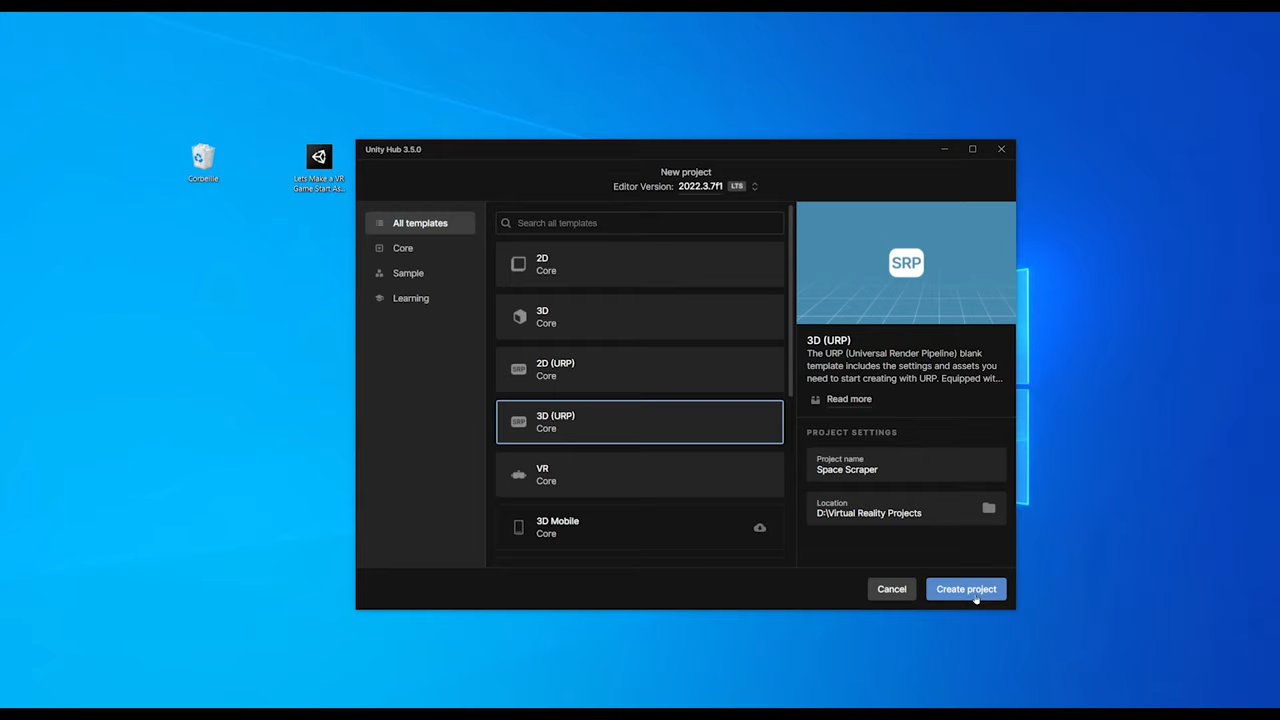 Corbeille
Lets Make a VR
Game Start As...
Unity Hub 3.5.0
New project
Editor Version: 2022.3.7f1 LTS
All templates
Core
Sample
Learning
Search all templates
2D
Core
3D
Core
SRP
2D (URP)
Core
SRP
3D (URP)
Core
VR
Core
3D Mobile
Core
SRP
3D (URP)
The URP (Universal Render Pipeline) blank
template includes the settings and assets you
need to start creating with URP. Equipped wit...
Read more
PROJECT SETTINGS
Project name
Space Scraper
Location
D:\Virtual Reality Projects
Cancel
Create project